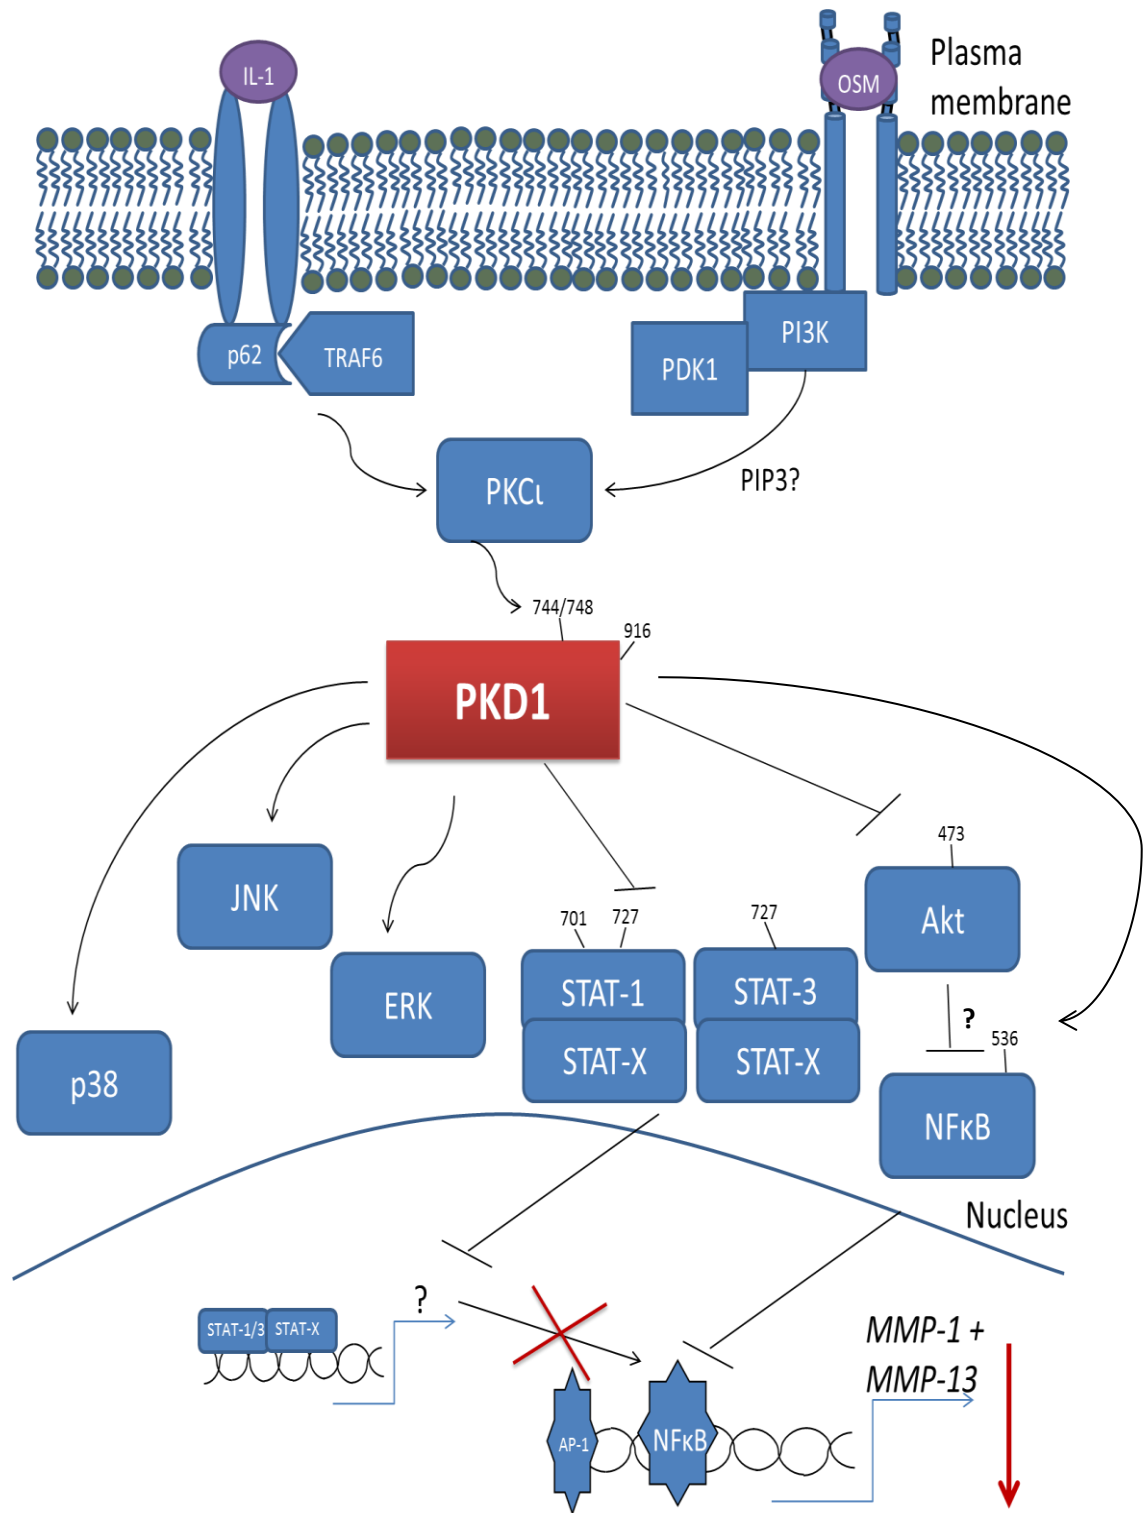 IL-1
OSM
Plasma
membrane
p62
TRAF6
PI3K
PDK1
PKCι
PIP3?
744/748
916
PKD1
473
JNK
Akt
701
727
727
ERK
STAT-1
STAT-3
?
536
p38
STAT-X
STAT-X
NFκB
Nucleus
?
STAT-1/3
STAT-X
MMP-1 +
MMP-13
AP-1
NFκB